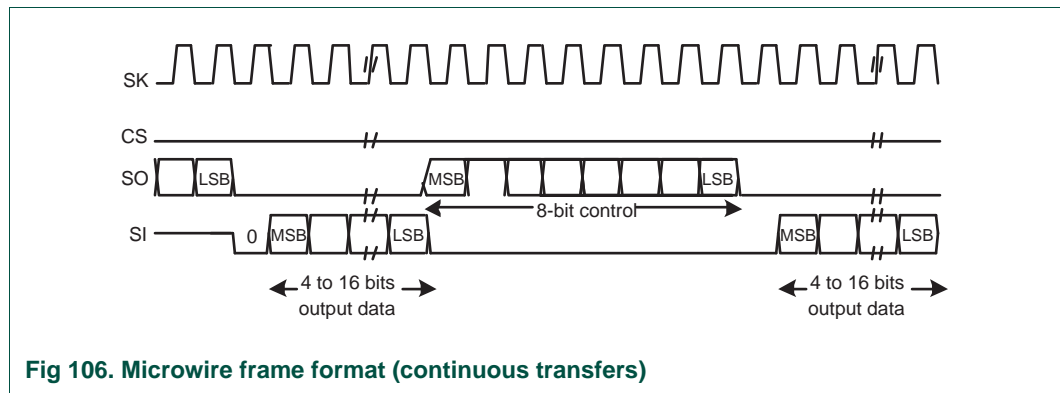 SK
CS
SO
LSB
MSB
LSB
8-bit control
SI
0
MSB
LSB
MSB
LSB
4 to 16 bits
output data
4 to 16 bits
output data
Fig 106. Microwire frame format (continuous transfers)